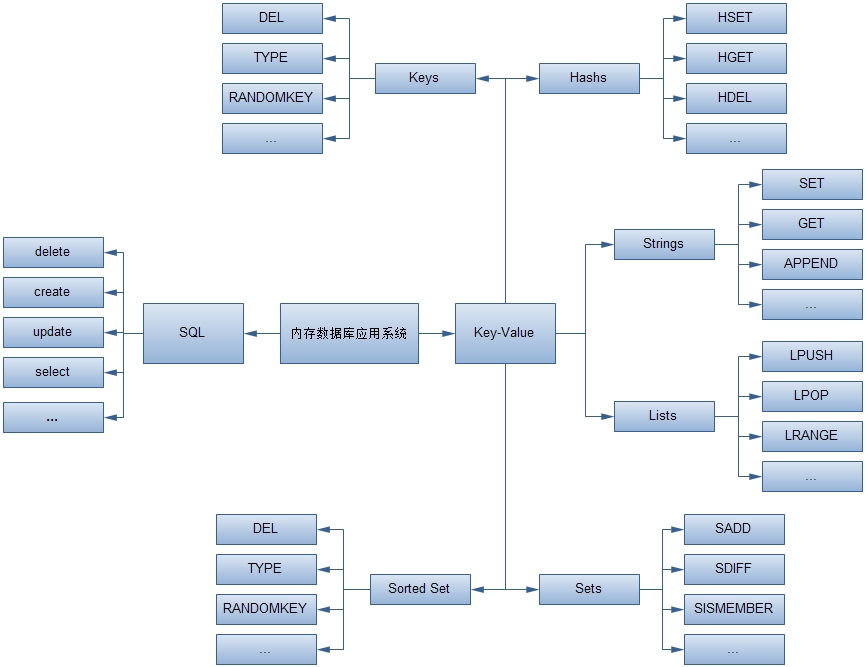 DEL
TYPE
RANDOMKEY
...
Keys
Hashs
HSET
HGET
HDEL
...
Strings
SET
GET
APPEND
...
delete
create
update
select
...
SQL
内存数据库应用系统
Key-Value
Lists
LPUSH
LPOP
LRANGE
...
DEL
TYPE
RANDOMKEY
...
Sorted Set
Sets
SADD
SDIFF
SISMEMBER
...